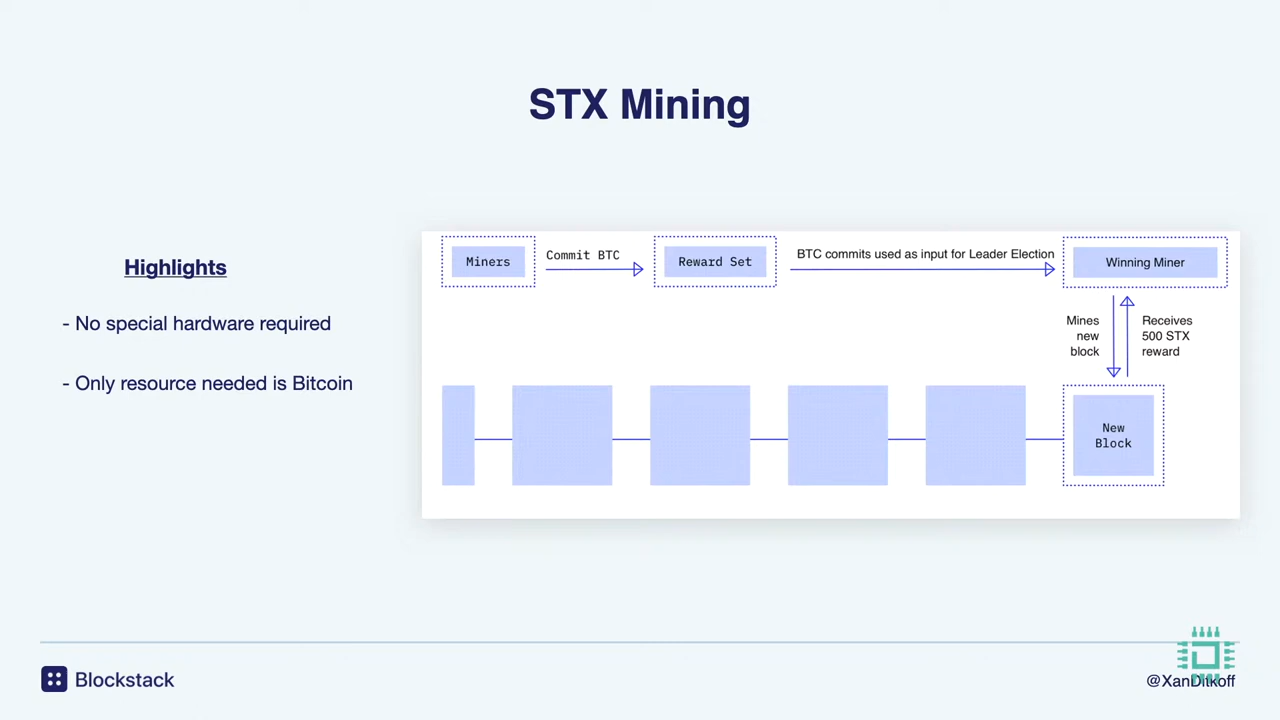 STX Mining
Highlights
- No special hardware required
- Only resource needed is Bitcoin
Miners
Commit BTC
Reward Set
BTC commits used as input for Leader Election
Winning Miner
Mines
new
block
Receives
500 STX
reward
New
Block
Blockstack
@XanDitkoff